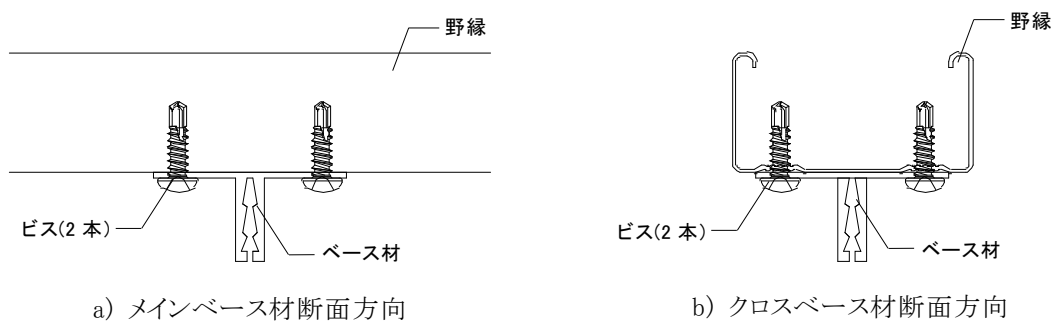 野縁
ビス(2 本)
ベース材
a) メインベース材断面方向
野縁
ビス(2 本)
ベース材
b) クロスベース材断面方向